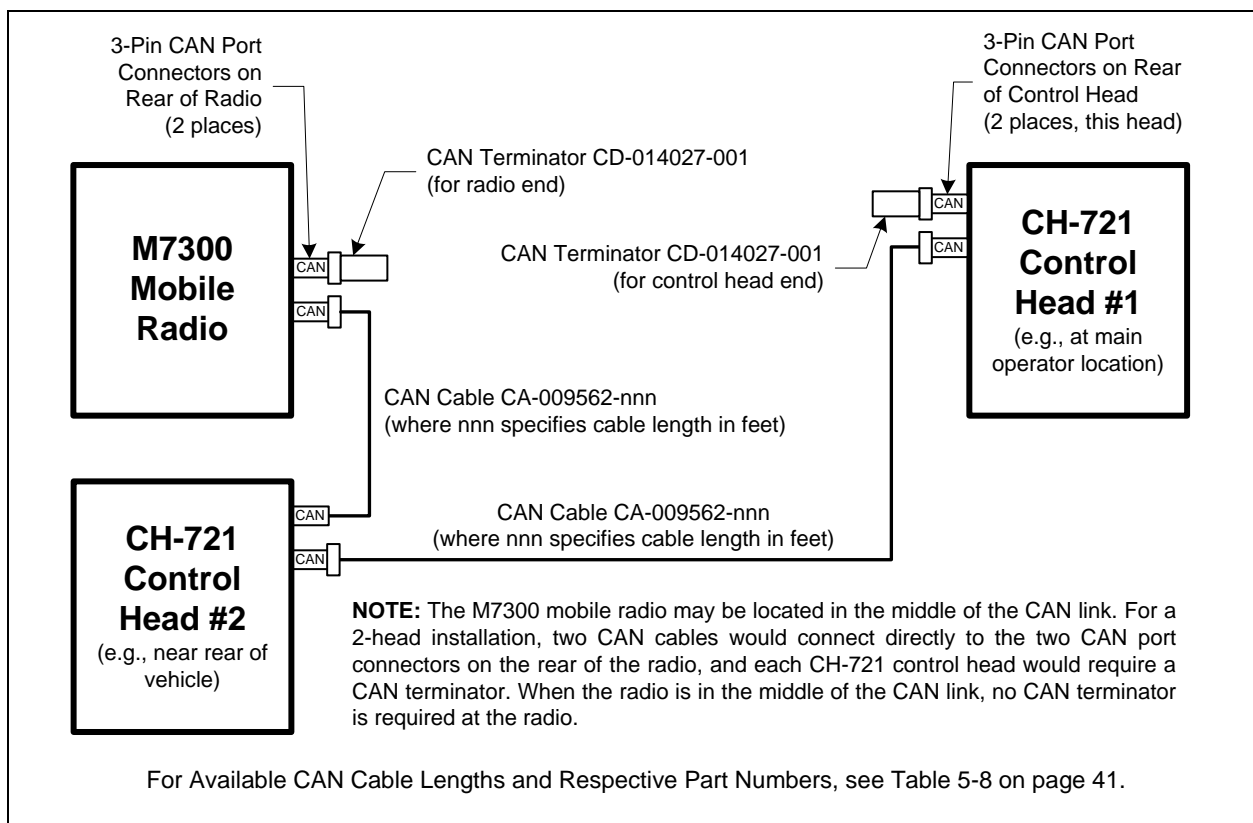 3-Pin CAN Port
Connectors on
Rear of Radio
(2 places)
3-Pin CAN Port
Connectors on Rear
of Control Head
(2 places, this head)
CAN Terminator CD-014027-001
(for radio end)
M7300
Mobile
Radio
CAN
CAN
CAN Terminator CD-014027-001
(for control head end)
CAN
CAN
CH-721
Control
Head #1
(e.g., at main
operator location)
CAN Cable CA-009562-nnn
(where nnn specifies cable length in feet)
CH-721
Control
Head #2
(e.g., near rear of
vehicle)
CAN
CAN
CAN Cable CA-009562-nnn
(where nnn specifies cable length in feet)
NOTE: The M7300 mobile radio may be located in the middle of the CAN link. For a
2-head installation, two CAN cables would connect directly to the two CAN port
connectors on the rear of the radio, and each CH-721 control head would require a
CAN terminator. When the radio is in the middle of the CAN link, no CAN terminator
is required at the radio.
For Available CAN Cable Lengths and Respective Part Numbers, see Table 5-8 on page 41.